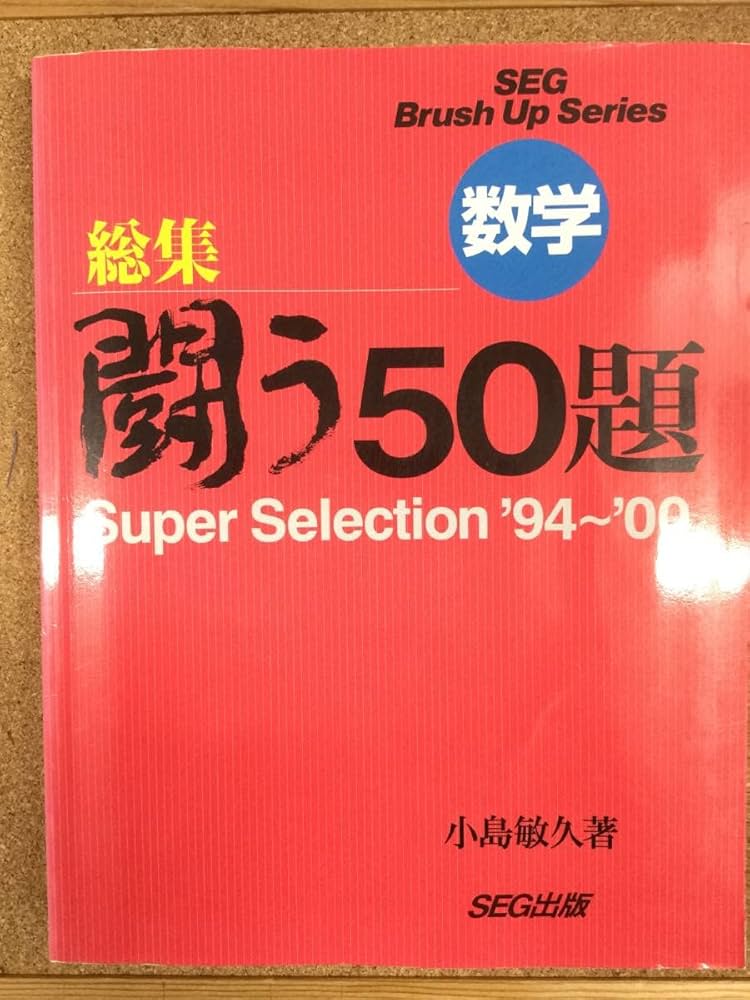 SEG
Brush Up Series
数学
総集
闘う50題
Super Selection ’94~’00
小島敏久著
SEG出版